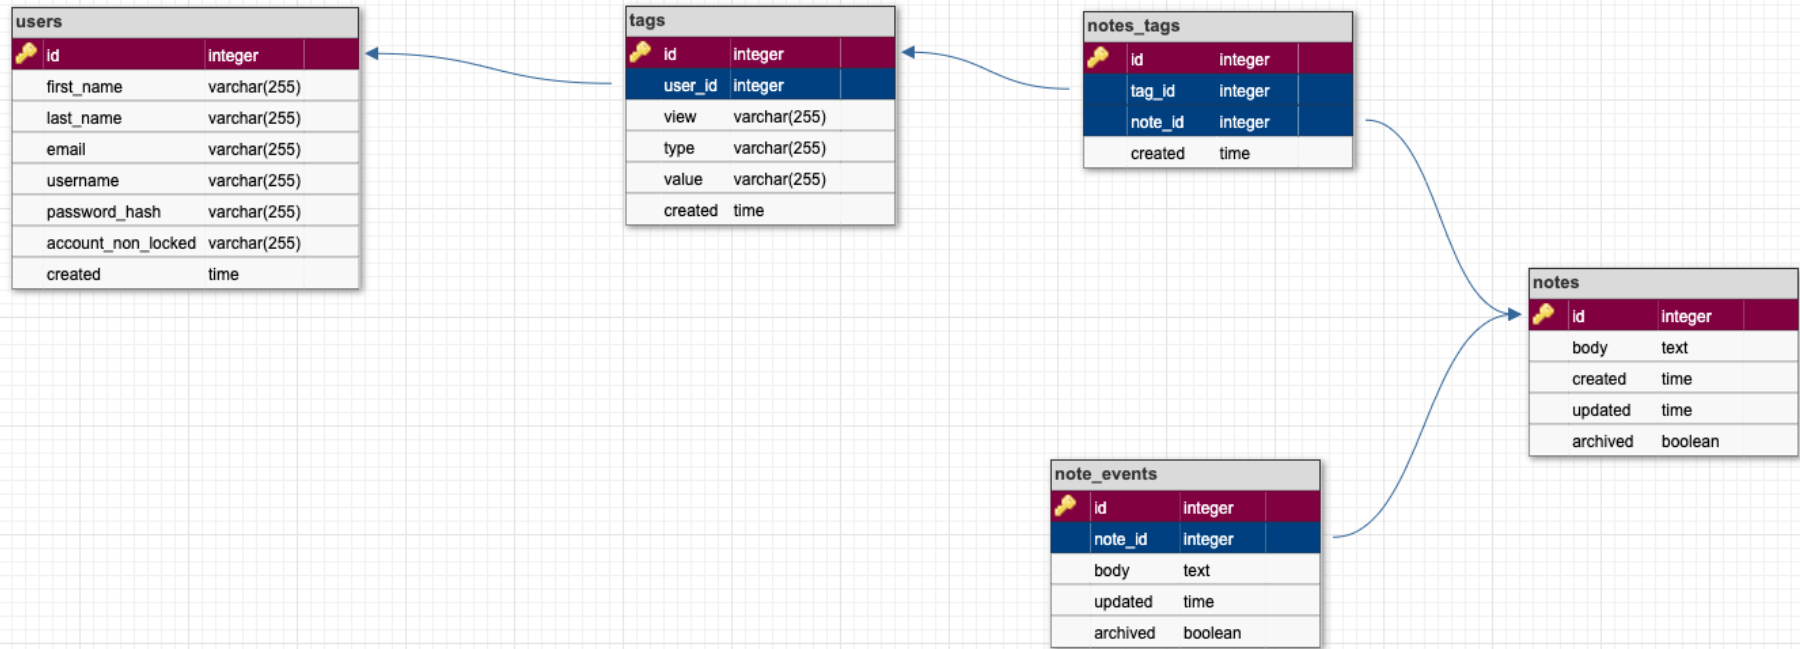 users
id integer
first_name varchar(255)
last_name varchar(255)
email varchar(255)
username varchar(255)
password_hash varchar(255)
account_non_locked varchar(255)
created time
tags
id integer
user_id integer
view varchar(255)
type varchar(255)
value varchar(255)
created time
notes_tags
id integer
tag_id integer
note_id integer
created time
notes
id integer
body text
created time
updated time
archived boolean
note_events
id integer
note_id integer
body text
updated time
archived boolean